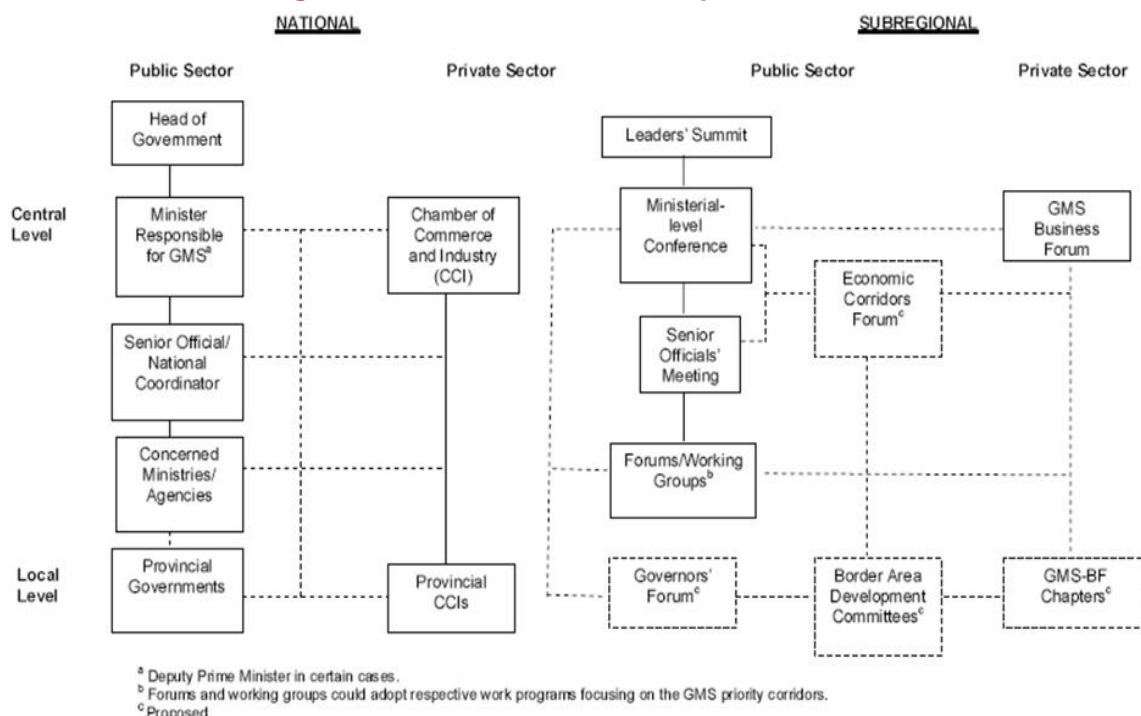 NATIONAL
SUBREGIONAL
Public Sector
Private Sector
Public Sector
Private Sector
Head of
Government
Leaders' Summit
Central
Level
Minister
Responsible
for GMSᵃ
Chamber of
Commerce
and Industry
(CCI)
Ministerial-
level
Conference
GMS
Business
Forum
Economic
Corridors
Forumᶜ
Senior Official/
National
Coordinator
Senior
Officials'
Meeting
Concerned
Ministries/
Agencies
Forums/Working
Groupsᵇ
Local
Level
Provincial
Governments
Provincial
CCIs
Governors'
Forumᶜ
Border Area
Development
Committeesᶜ
GMS-BF
Chaptersᶜ
ᵃ Deputy Prime Minister in certain cases.
ᵇ Forums and working groups could adopt respective work programs focusing on the GMS priority corridors.
ᶜ Proposed